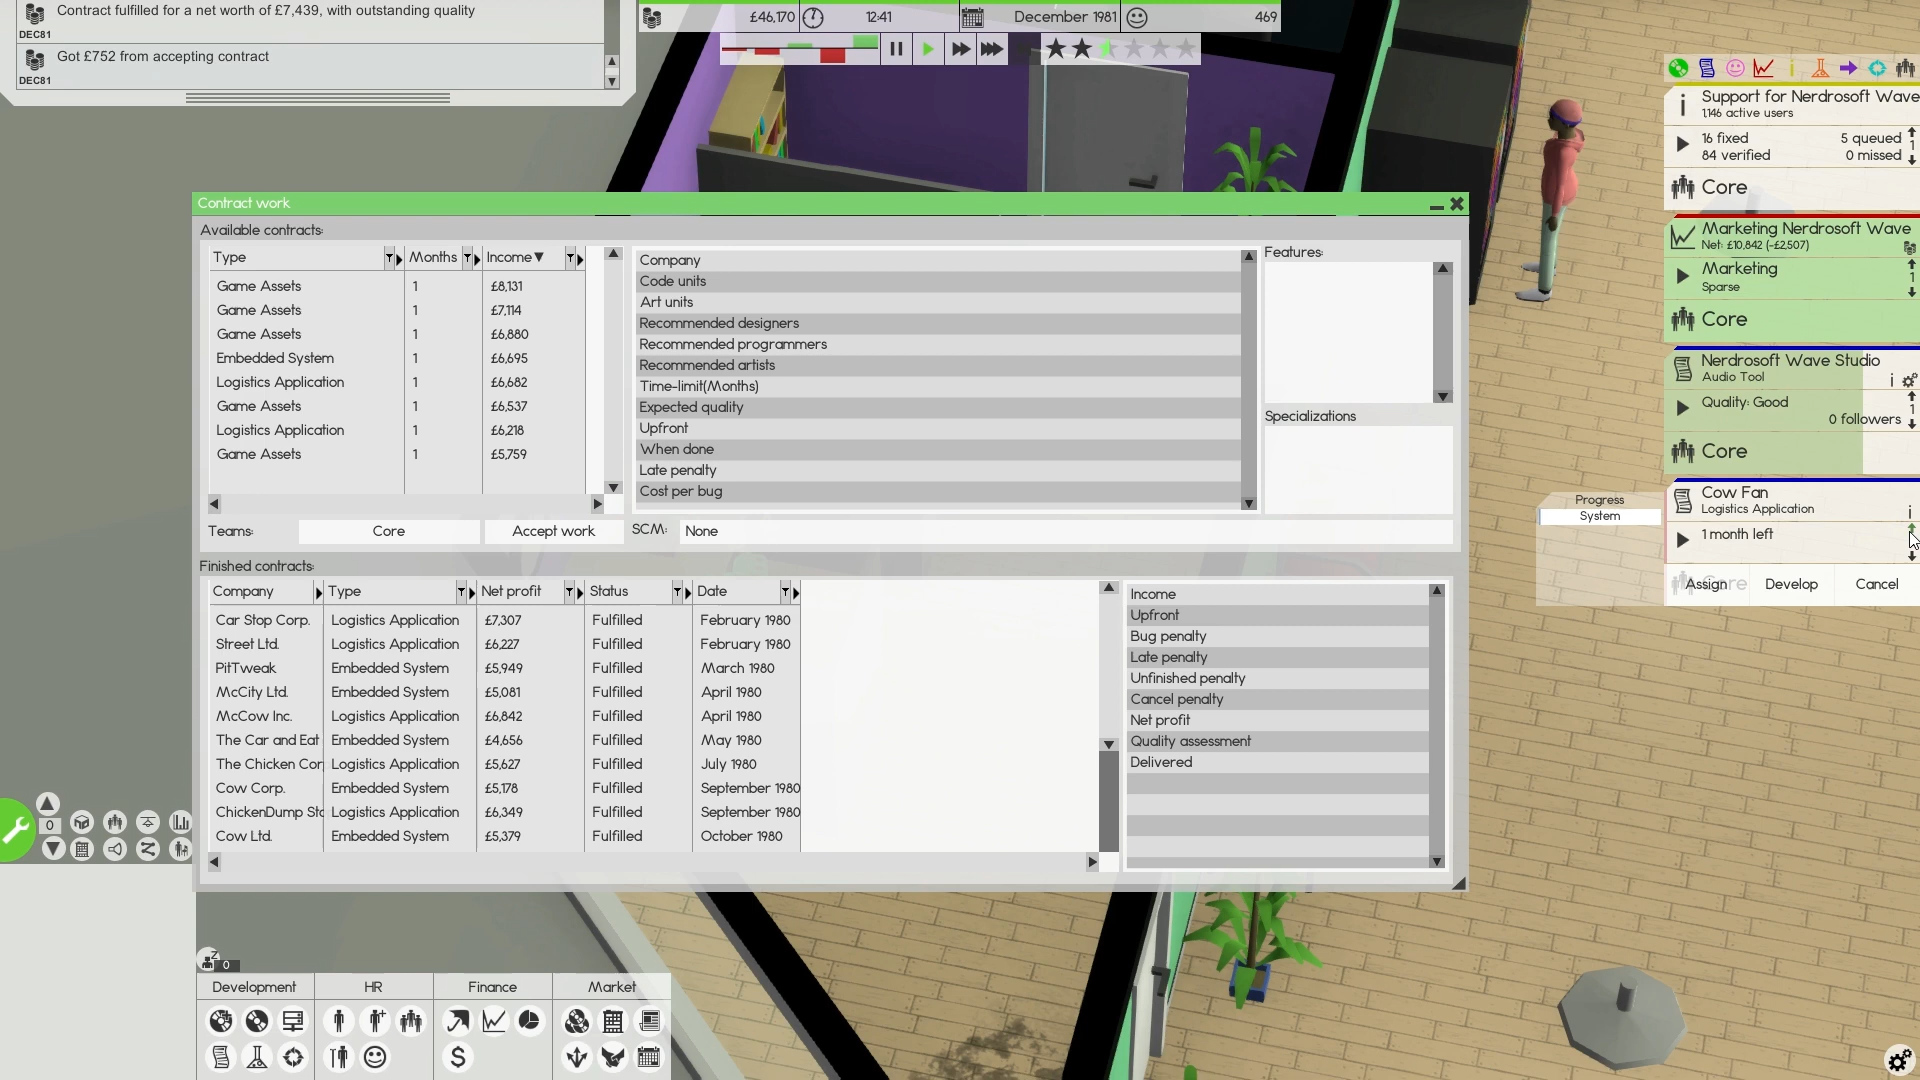 Contract fulfilled for a net worth of £7,439, with outstanding quality
DEC81
Got £752 from accepting contract
DEC81
£46,170
12:41
December 1981
469
Support for Nerdrosoft Wave
1,146 active users
16 fixed 5 queued
84 verified 0 missed
1
Core
Marketing Nerdrosoft Wave
Net: £10,842 (-£2,507)
Marketing
Sparse
1
Core
Nerdrosoft Wave Studio
Audio Tool
Quality: Good
0 followers
1
Core
Cow Fan
Logistics Application
1 month left
Progress
System
Assign Develop Cancel
Core
Contract work
Available contracts:
Type Months Income
Game Assets 1 £8,131
Game Assets 1 £7,114
Game Assets 1 £6,880
Embedded System 1 £6,695
Logistics Application 1 £6,682
Game Assets 1 £6,537
Logistics Application 1 £6,218
Game Assets 1 £5,759
Company
Code units
Art units
Recommended designers
Recommended programmers
Recommended artists
Time-limit(Months)
Expected quality
Upfront
When done
Late penalty
Cost per bug
Features:
Specializations
Teams: Core Accept work SCM: None
Finished contracts:
Company Type Net profit Status Date
Car Stop Corp. Logistics Application £7,307 Fulfilled February 1980
Street Ltd. Logistics Application £6,227 Fulfilled February 1980
PitTweak Embedded System £5,949 Fulfilled March 1980
McCity Ltd. Embedded System £5,081 Fulfilled April 1980
McCow Inc. Logistics Application £6,842 Fulfilled April 1980
The Car and Eat Embedded System £4,656 Fulfilled May 1980
The Chicken Cor Logistics Application £5,627 Fulfilled July 1980
Cow Corp. Embedded System £5,178 Fulfilled September 1980
ChickenDump Sto Logistics Application £6,349 Fulfilled September 1980
Cow Ltd. Embedded System £5,379 Fulfilled October 1980
Income
Upfront
Bug penalty
Late penalty
Unfinished penalty
Cancel penalty
Net profit
Quality assessment
Delivered
0
z
0
Development HR Finance Market